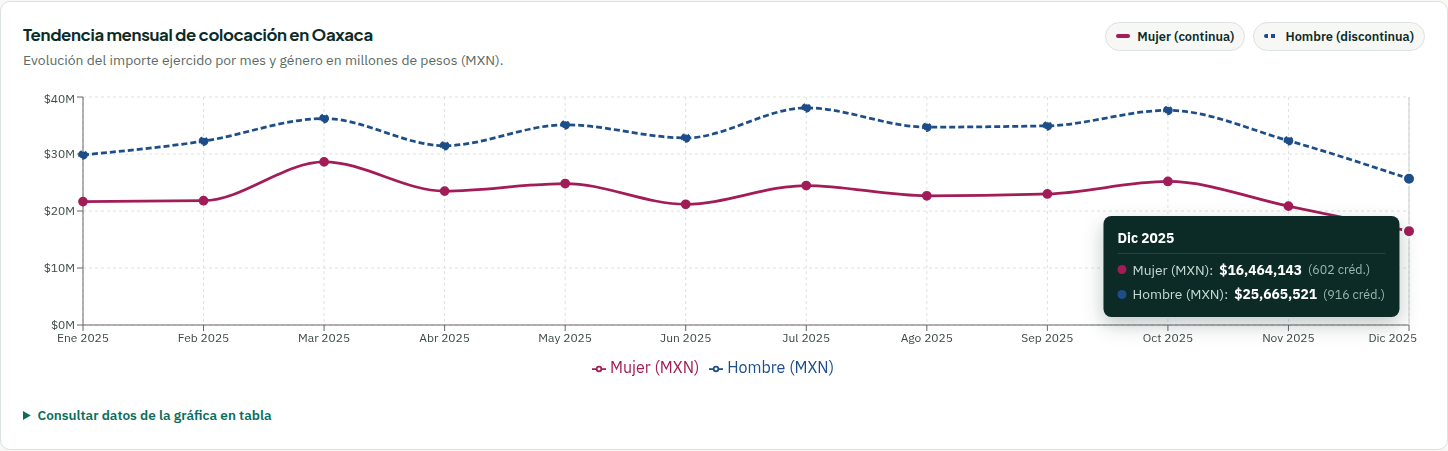 Tendencia mensual de colocación en Oaxaca
Mujer (continua)
Hombre (discontinua)
Evolución del importe ejercido por mes y género en millones de pesos (MXN).
$40M
$30M
$20M
$10M
$0M
Dic 2025
Mujer (MXN): $16,464,143 (602 créd.)
Hombre (MXN): $25,665,521 (916 créd.)
Ene 2025
Feb 2025
Mar 2025
Abr 2025
May 2025
Jun 2025
Jul 2025
Ago 2025
Sep 2025
Oct 2025
Nov 2025
Dic 2025
Mujer (MXN)
Hombre (MXN)
Consultar datos de la gráfica en tabla